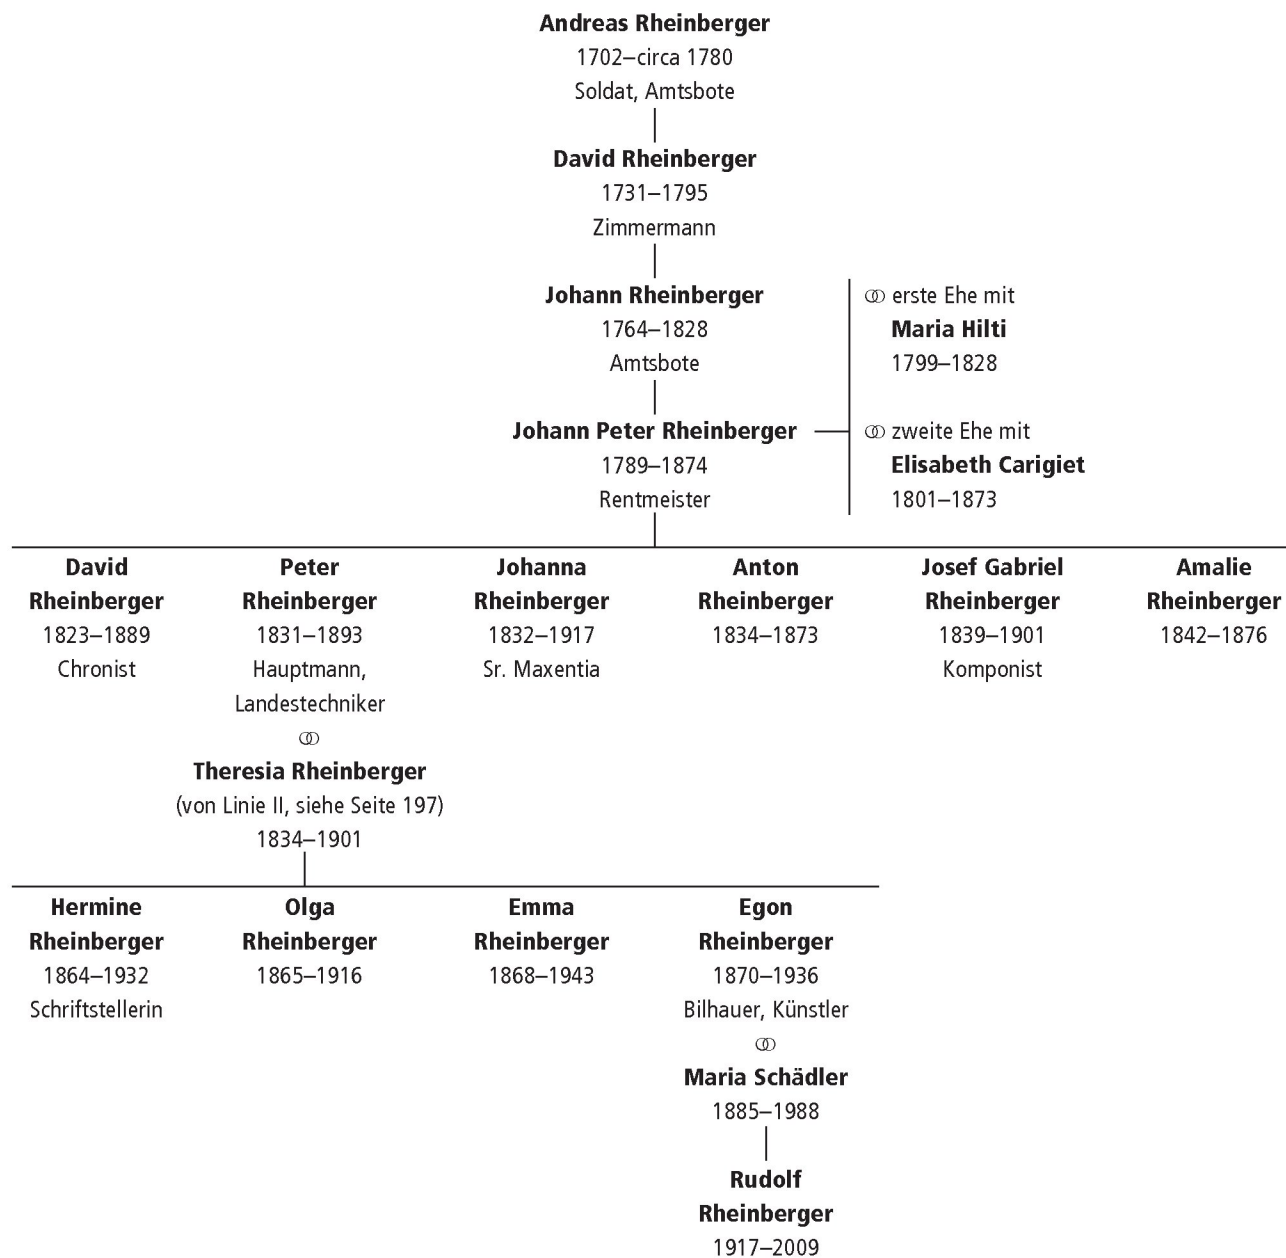 Andreas Rheinberger
1702–circa 1780
Soldat, Amtsbote
David Rheinberger
1731–1795
Zimmermann
Johann Rheinberger
1764–1828
Amtsbote
Johann Peter Rheinberger
1789–1874
Rentmeister
erste Ehe mit
Maria Hilti
1799–1828
zweite Ehe mit
Elisabeth Carigiet
1801–1873
David
Rheinberger
1823–1889
Chronist
Peter
Rheinberger
1831–1893
Hauptmann,
Landestechniker
Theresia Rheinberger
(von Linie II, siehe Seite 197)
1834–1901
Johanna
Rheinberger
1832–1917
Sr. Maxentia
Anton
Rheinberger
1834–1873
Josef Gabriel
Rheinberger
1839–1901
Komponist
Amalie
Rheinberger
1842–1876
Hermine
Rheinberger
1864–1932
Schriftstellerin
Olga
Rheinberger
1865–1916
Emma
Rheinberger
1868–1943
Egon
Rheinberger
1870–1936
Bilhauer, Künstler
Maria Schädler
1885–1988
Rudolf
Rheinberger
1917–2009